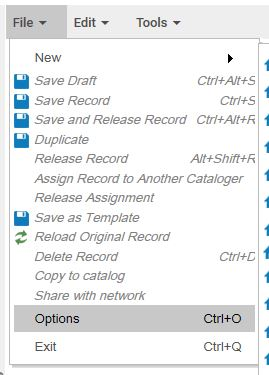 File Edit Tools
New
Save Draft Ctrl+Alt+S
Save Record Ctrl+S
Save and Release Record Ctrl+Alt+R
Duplicate
Release Record Alt+Shift+R
Assign Record to Another Cataloger
Release Assignment
Save as Template
Reload Original Record
Delete Record Ctrl+D
Copy to catalog
Share with network
Options Ctrl+O
Exit Ctrl+Q